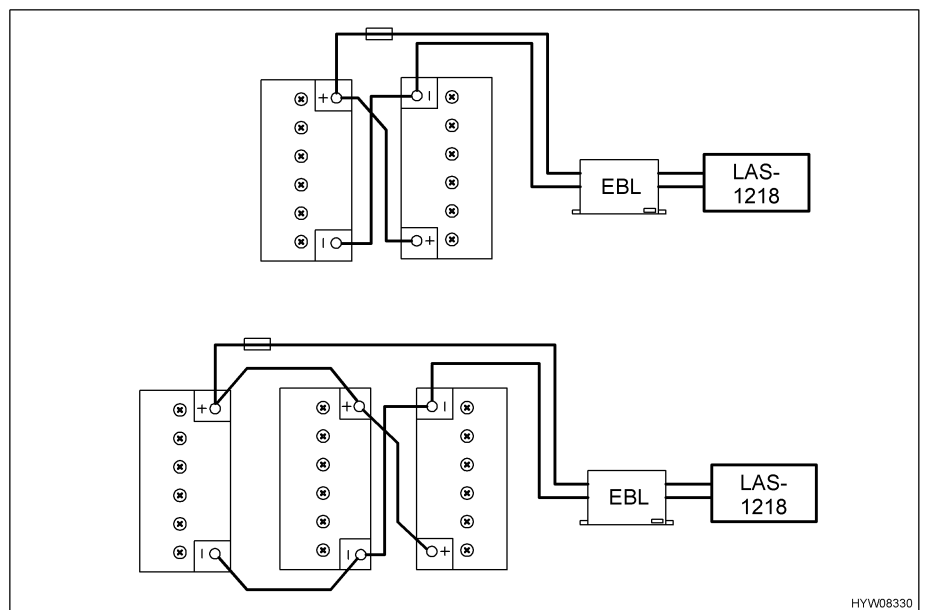 +
I
I
+
EBL
LAS-
1218
+
+
I
I
I
+
EBL
LAS-
1218
HYW08330